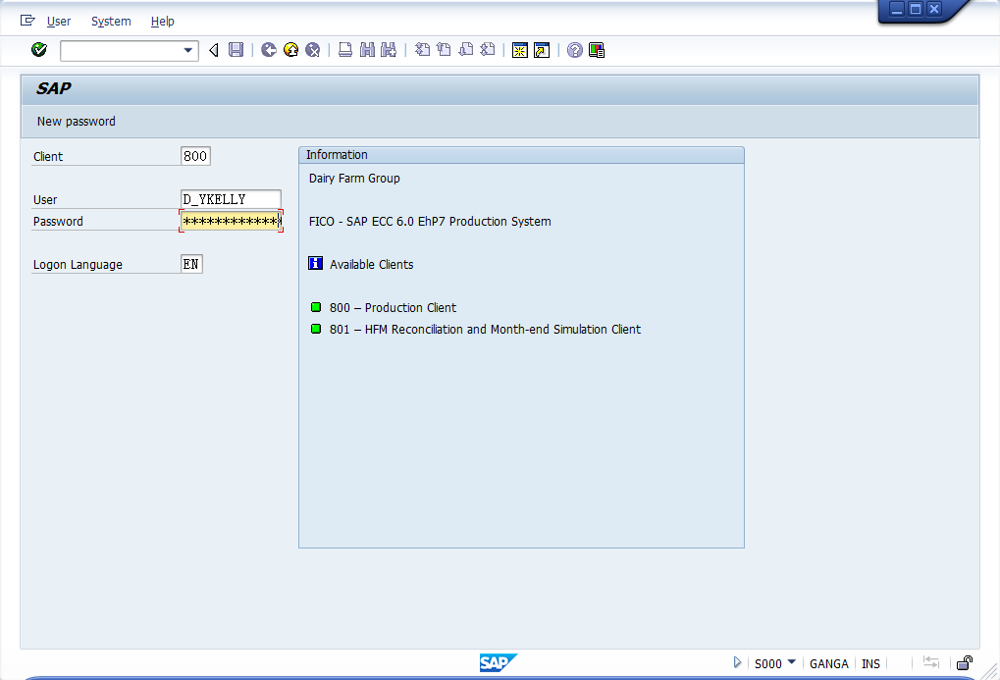 User System Help
SAP
New password
Client 800
User D_YKELLY
Password *************
Logon Language EN
Information
Dairy Farm Group
FICO - SAP ECC 6.0 EhP7 Production System
Available Clients
800 – Production Client
801 – HFM Reconciliation and Month-end Simulation Client
SAP
S000 GANGA INS